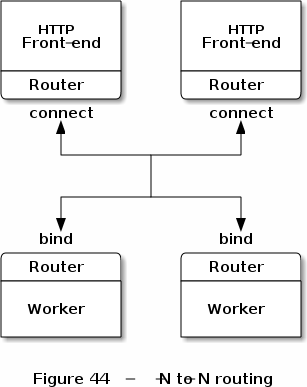 HTTP HTTP
Front-end Front-end
Router Router
connect connect
bind bind
Router Router
Worker Worker
Figure 44 – N to N routing